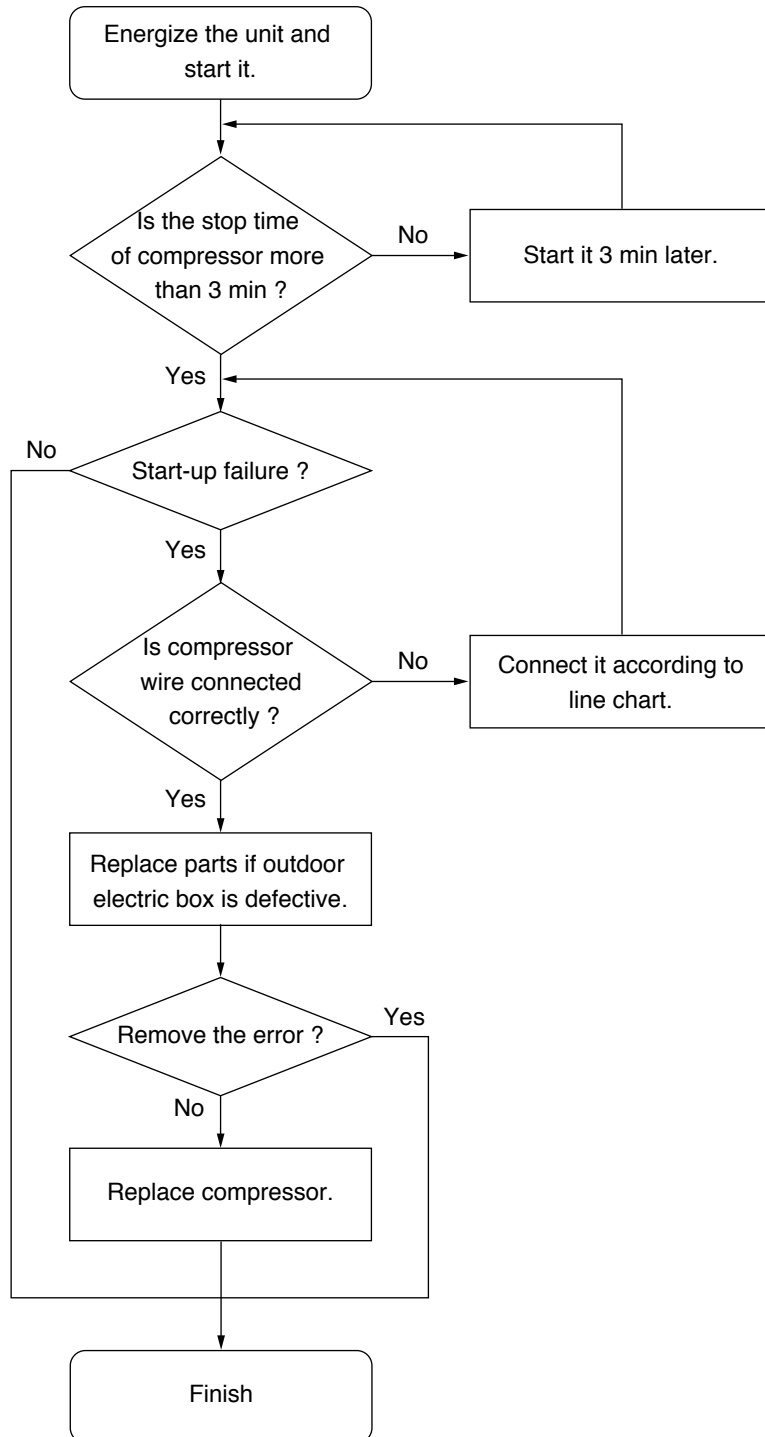 Energize the unit and
start it.
Is the stop time
of compressor more
than 3 min ?
No
Start it 3 min later.
Yes
No
Start-up failure ?
Yes
Is compressor
wire connected
correctly ?
No
Connect it according to
line chart.
Yes
Replace parts if outdoor
electric box is defective.
Remove the error ?
Yes
No
Replace compressor.
Finish